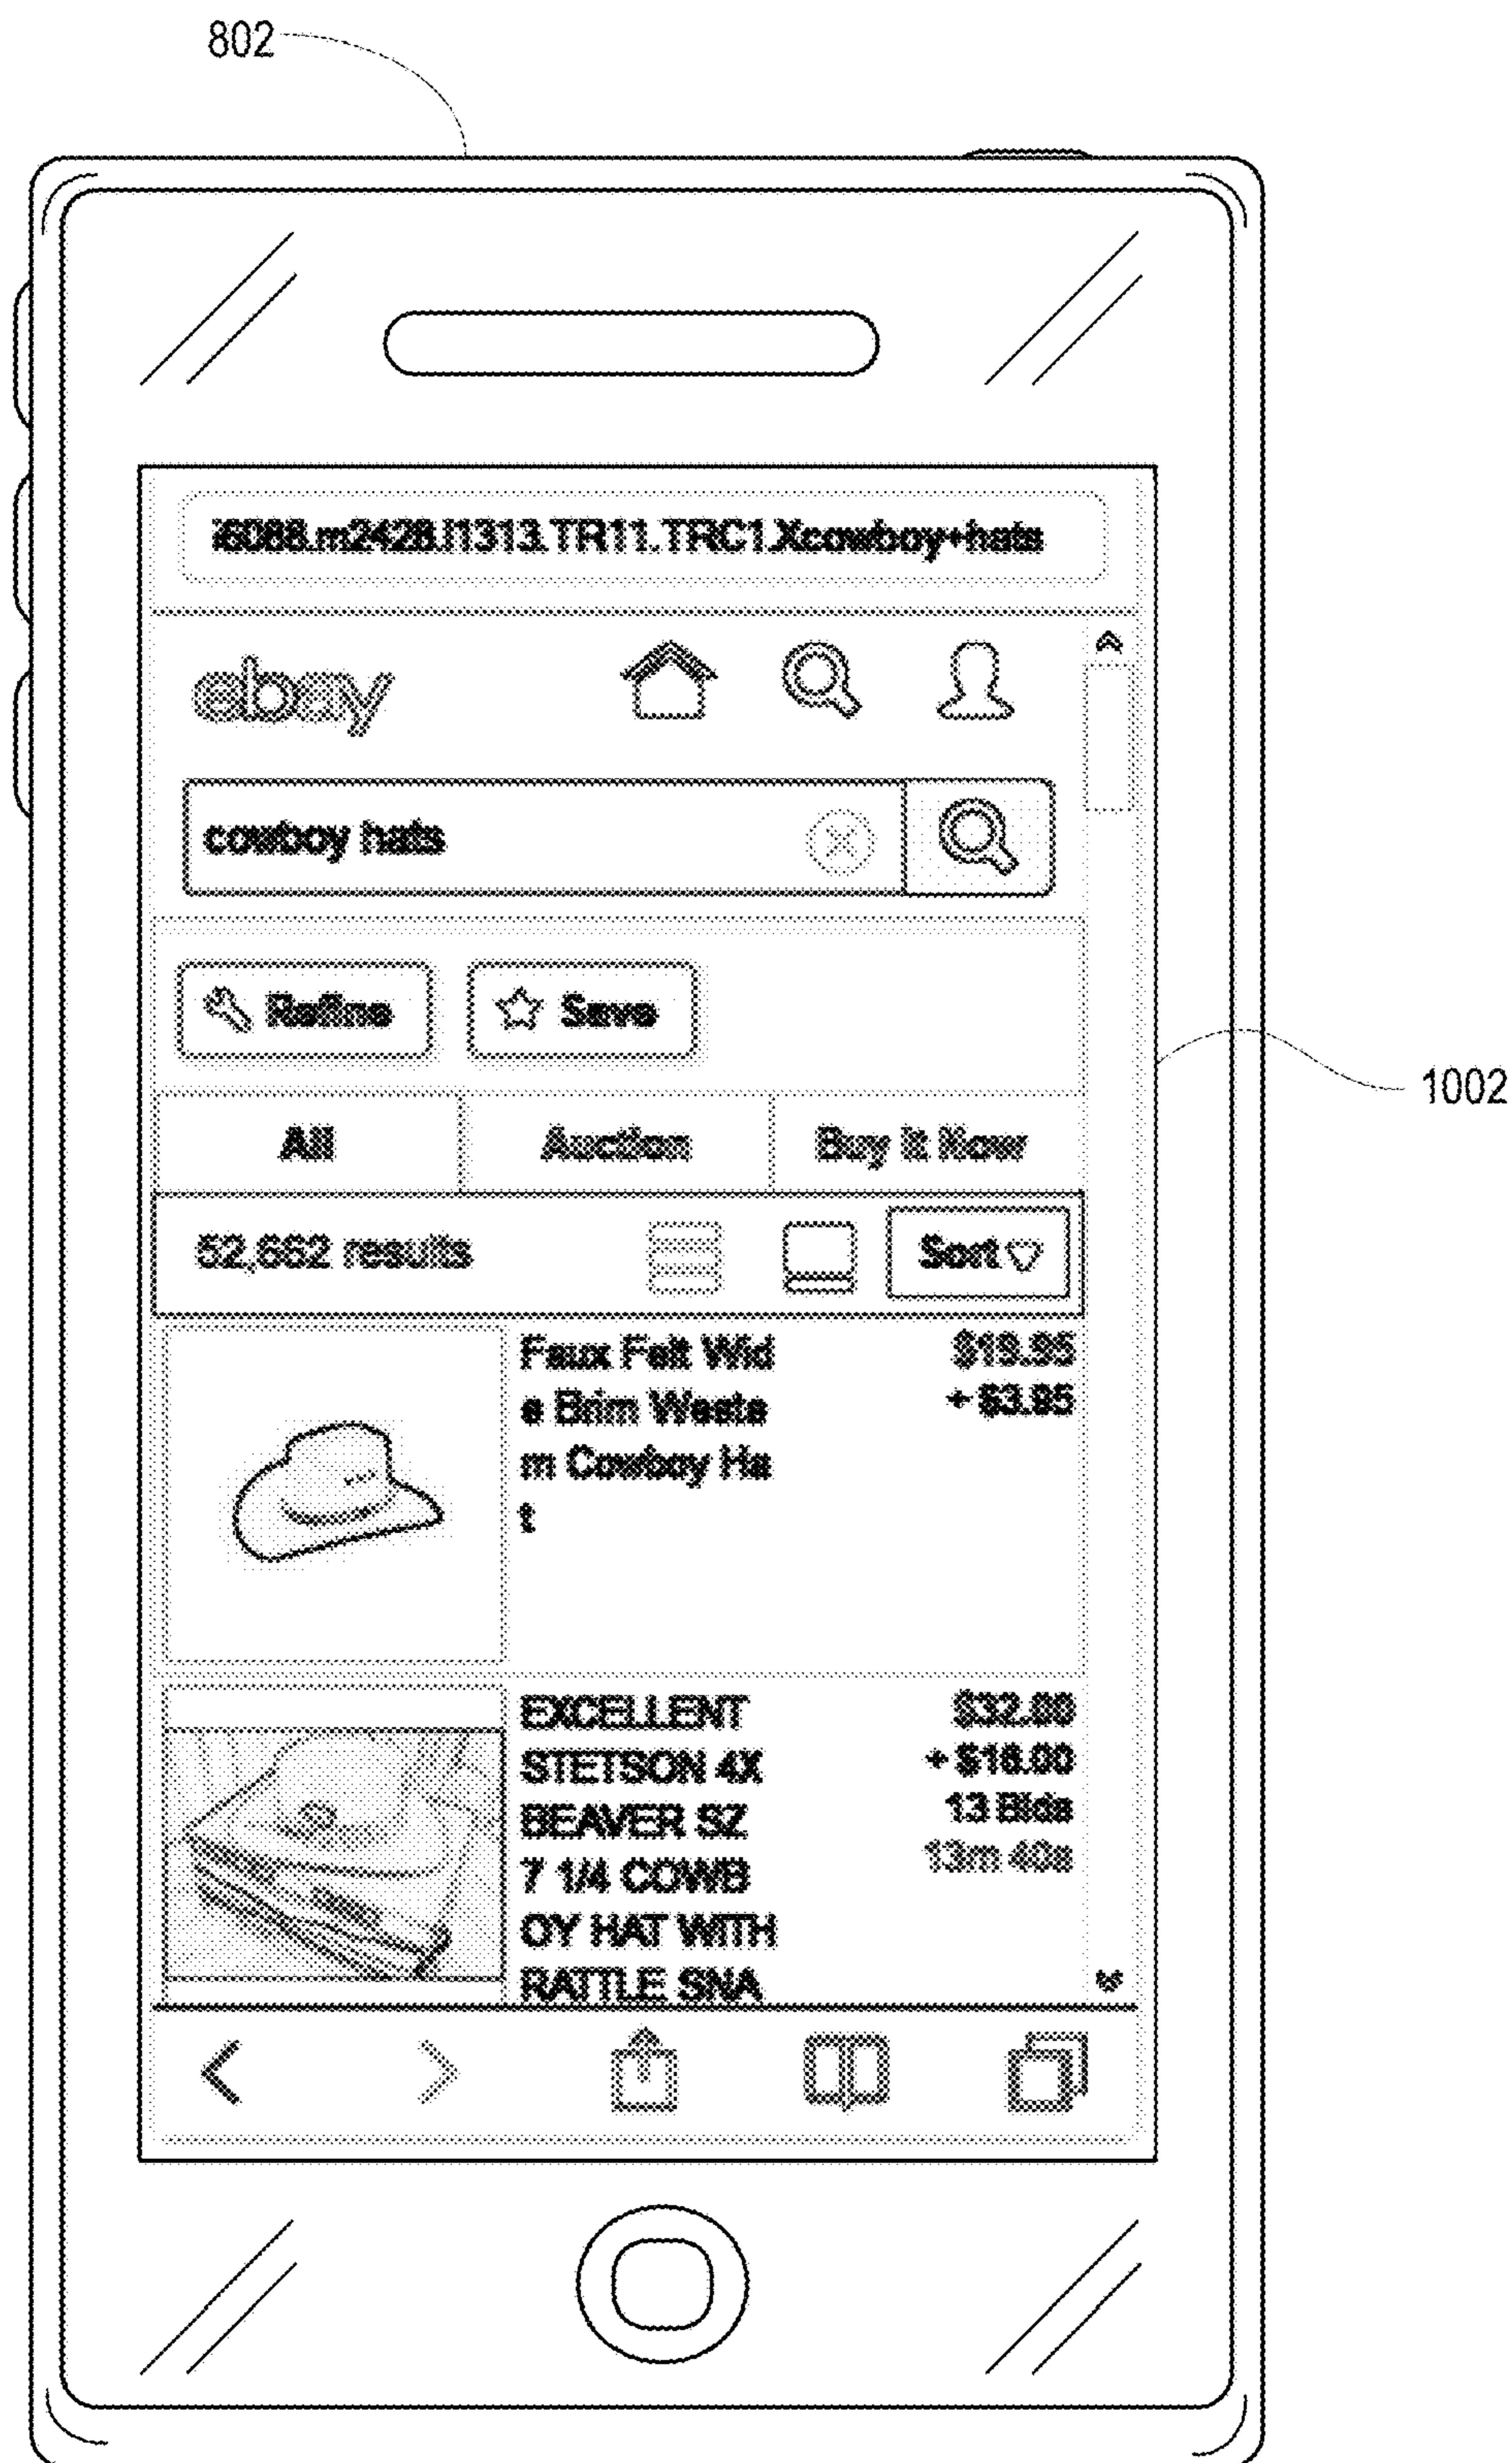 802
i6088.m2428.l1313.TR11.TRC1.Xcowboy+hats
ebay
cowboy hats
Refine
Save
All
Auction
Buy It Now
52,662 results
Sort
Faux Felt Wid $19.95
e Brim Weste + $3.95
rn Cowboy Ha
t
EXCELLENT $32.00
STETSON 4X + $16.00
BEAVER SZ 13 Bids
7 1/4 COWB 13m 40s
OY HAT WITH
RATTLE SNA
1002